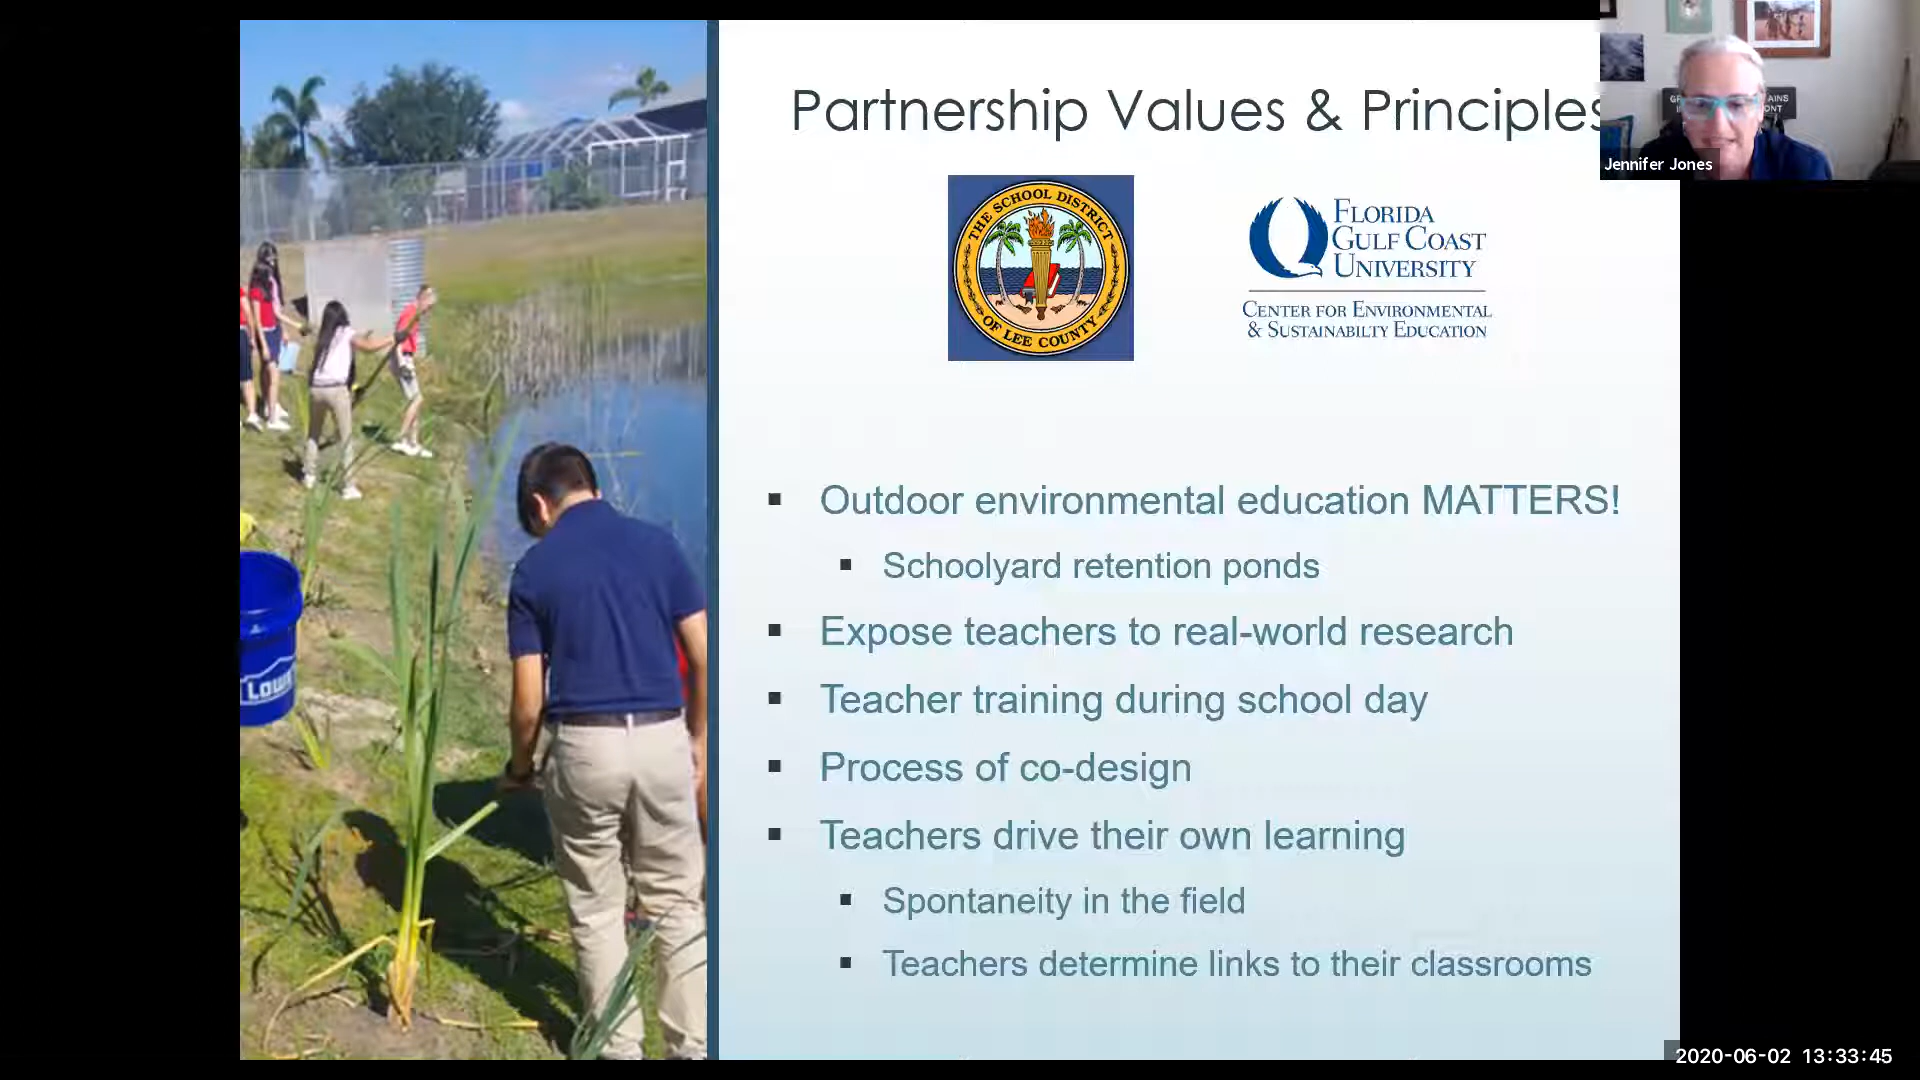 Partnership Values & Principles
Jennifer Jones
THE SCHOOL DISTRICT
OF LEE COUNTY
FLORIDA
GULF COAST
UNIVERSITY
CENTER FOR ENVIRONMENTAL
& SUSTAINABILTY EDUCATION
Outdoor environmental education MATTERS!
Schoolyard retention ponds
Expose teachers to real-world research
Teacher training during school day
Process of co-design
Teachers drive their own learning
Spontaneity in the field
Teachers determine links to their classrooms
2020-06-02 13:33:45